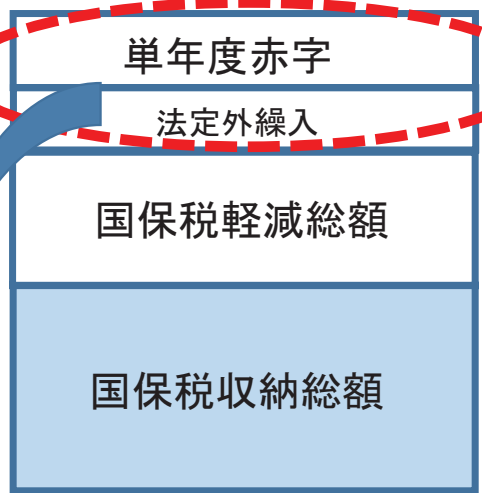 単年度赤字
法定外繰入
国保税軽減総額
国保税収納総額